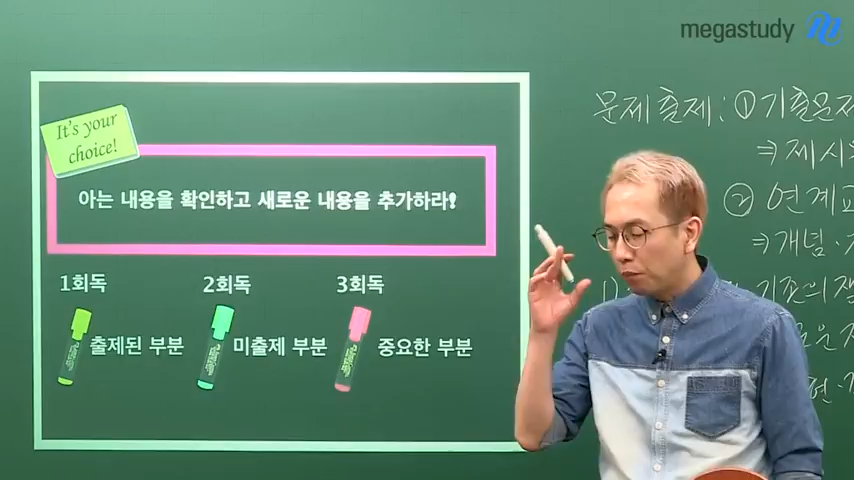 megastudy
It's your
choice!
아는 내용을 확인하고 새로운 내용을 추가하라!
1회독
2회독
3회독
출제된 부분
미출제 부분
중요한 부분
문제출제: ①기출문제
⇒제시
② 연계교
⇒개념·
기존의